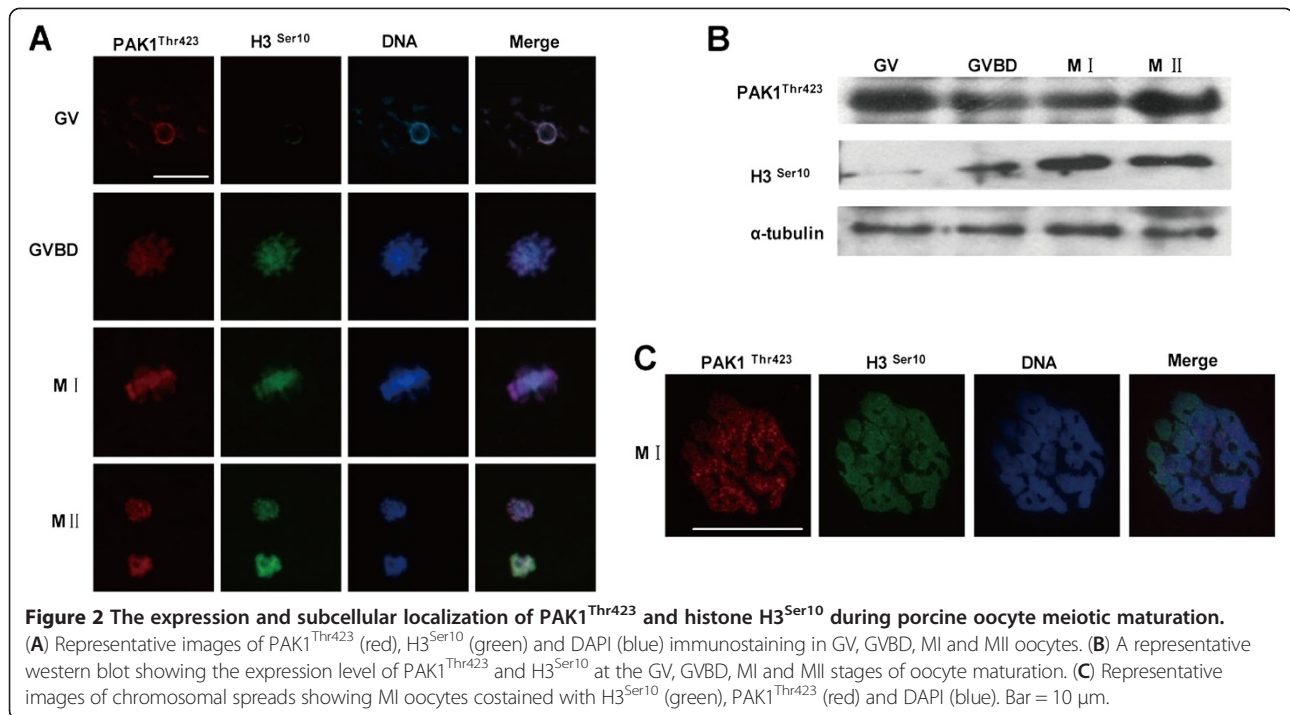 A
PAK1Thr423 H3 Ser10 DNA Merge
GV
GVBD
M Ⅰ
M Ⅱ
B
GV GVBD M Ⅰ M Ⅱ
PAK1Thr423
H3 Ser10
α-tubulin
C
PAK1 Thr423 H3 Ser10 DNA Merge
M Ⅰ
Figure 2 The expression and subcellular localization of PAK1Thr423 and histone H3Ser10 during porcine oocyte meiotic maturation.
(A) Representative images of PAK1Thr423 (red), H3Ser10 (green) and DAPI (blue) immunostaining in GV, GVBD, MI and MII oocytes. (B) A representative
western blot showing the expression level of PAK1Thr423 and H3Ser10 at the GV, GVBD, MI and MII stages of oocyte maturation. (C) Representative
images of chromosomal spreads showing MI oocytes costained with H3Ser10 (green), PAK1Thr423 (red) and DAPI (blue). Bar = 10 μm.